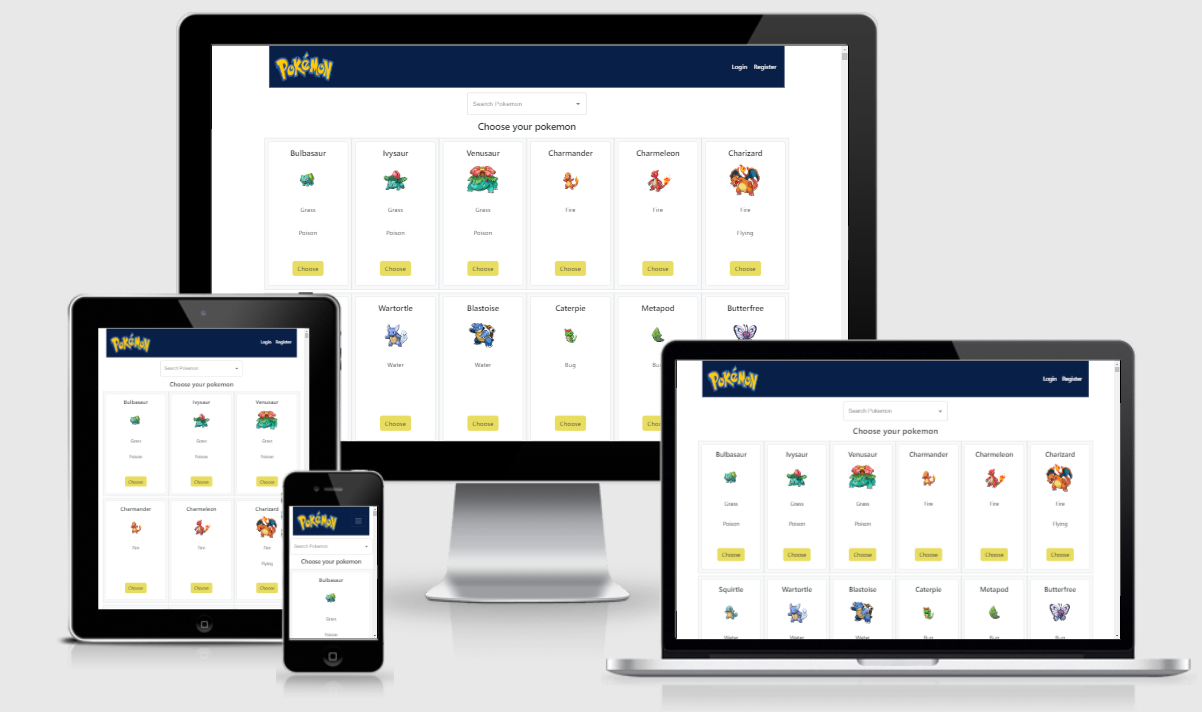 Pokémon
Login Register
Search Pokemon
Choose your pokemon
Bulbasaur Ivysaur Venusaur Charmander Charmeleon Charizard
Grass Grass Grass Fire Fire Fire
Poison Poison Poison Flying
Choose Choose Choose Choose Choose Choose
Wartortle Blastoise Caterpie Metapod Butterfree
Water Water Bug
Choose Choose Choose
Pokémon
Login Register
Search Pokemon
Choose your pokemon
Bulbasaur Ivysaur Venusaur
Grass Grass Grass
Poison Poison Poison
Choose Choose Choose
Charmander Charmeleon Charizard
Fire Fire Fire
Flying
Choose Choose Choose
Pokémon
Search Pokemon
Choose your pokemon
Bulbasaur
Grass
Poison
Pokémon
Login Register
Search Pokemon
Choose your pokemon
Bulbasaur Ivysaur Venusaur Charmander Charmeleon Charizard
Grass Grass Grass Fire Fire Fire
Poison Poison Poison Flying
Choose Choose Choose Choose Choose Choose
Squirtle Wartortle Blastoise Caterpie Metapod Butterfree
Water Water Water Bug Bug Bug